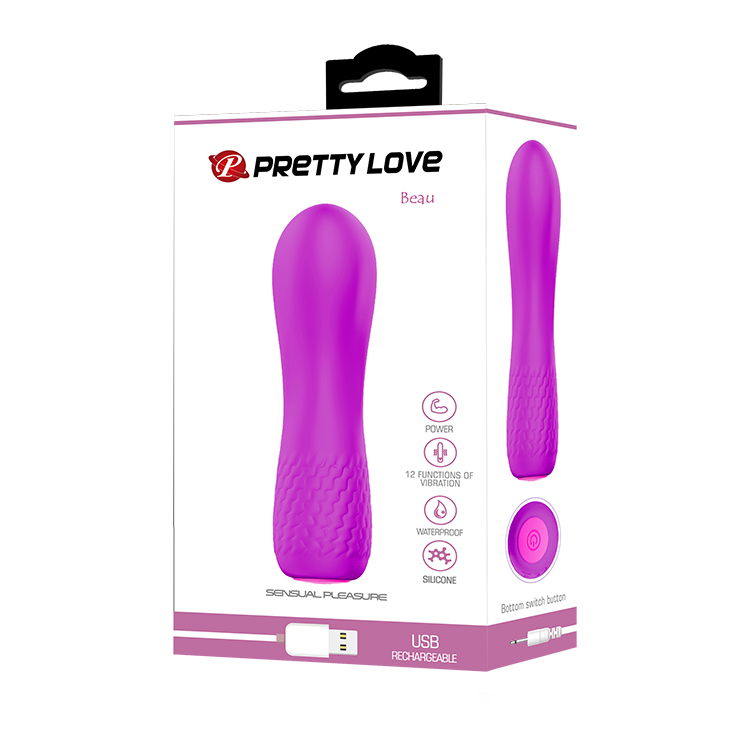 P PRETTY LOVE
Beau
POWER
12 FUNCTIONS OF
VIBRATION
WATERPROOF
SILICONE
SENSUAL PLEASURE
USB
RECHARGEABLE
Bottom switch button